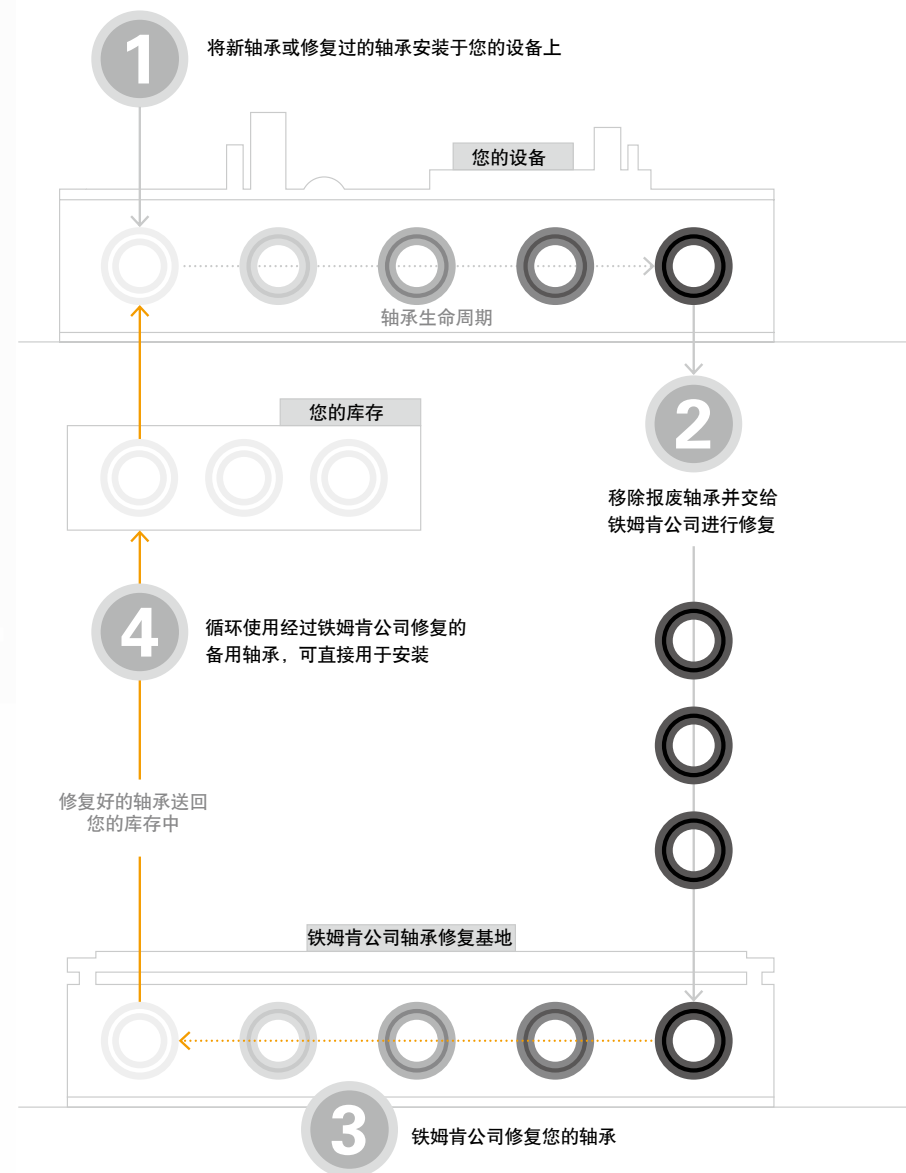 1
将新轴承或修复过的轴承安装于您的设备上
您的设备
轴承生命周期
您的库存
2
移除报废轴承并交给
铁姆肯公司进行修复
4
循环使用经过铁姆肯公司修复的
备用轴承，可直接用于安装
修复好的轴承送回
您的库存中
铁姆肯公司轴承修复基地
3
铁姆肯公司修复您的轴承